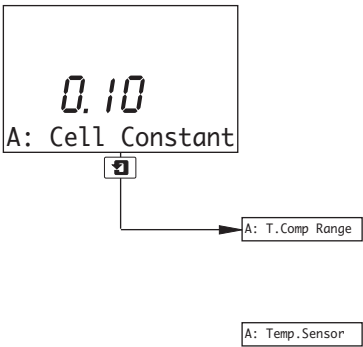 0.10
A: Cell Constant
A: T.Comp Range
A: Temp.Sensor